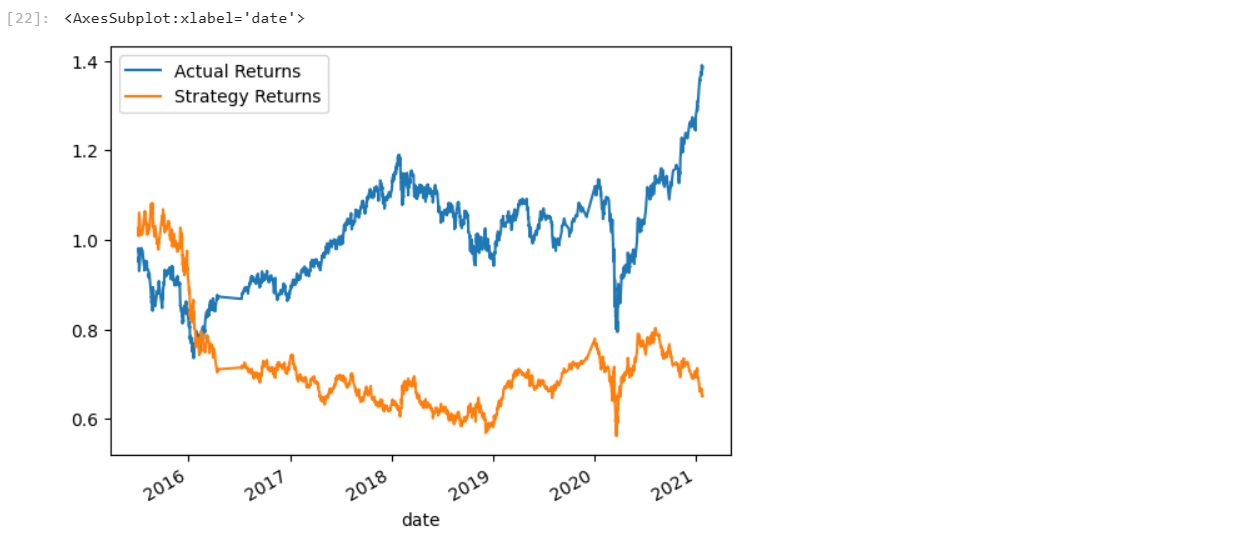 [22]: <AxesSubplot:xlabel='date'>
Actual Returns
Strategy Returns
1.4
1.2
1.0
0.8
0.6
2016 2017 2018 2019 2020 2021
date